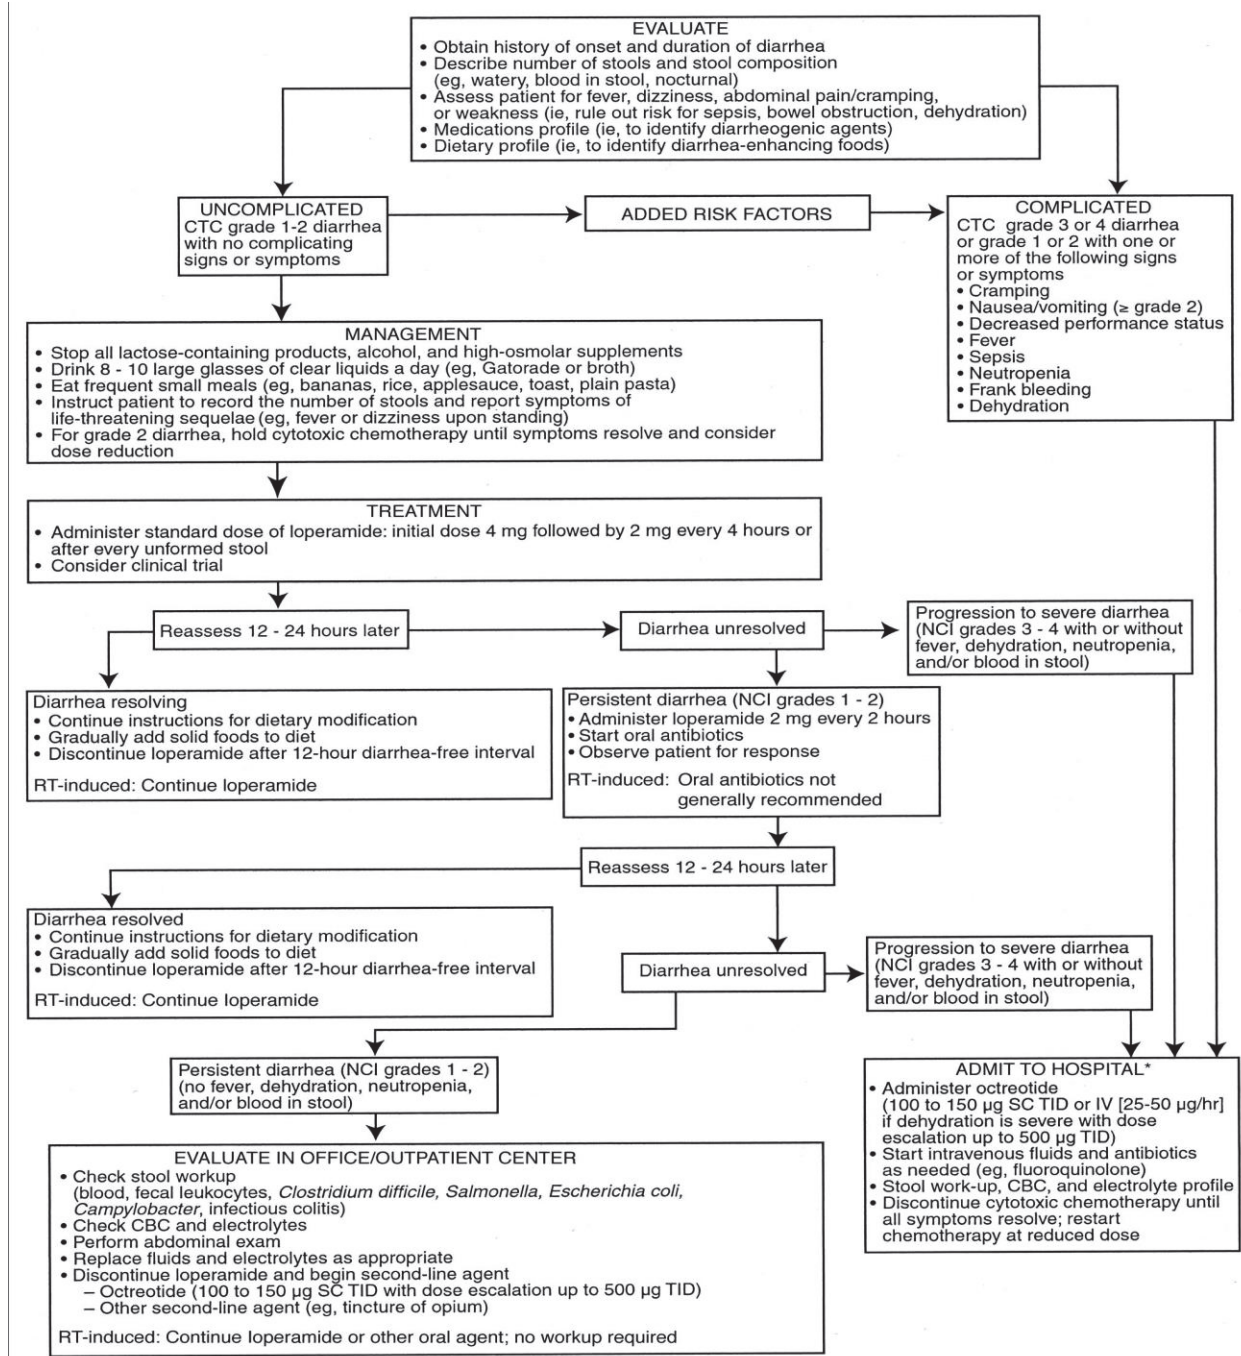 EVALUATE
• Obtain history of onset and duration of diarrhea
• Describe number of stools and stool composition
(eg, watery, blood in stool, nocturnal)
• Assess patient for fever, dizziness, abdominal pain/cramping,
or weakness (ie, rule out risk for sepsis, bowel obstruction, dehydration)
• Medications profile (ie, to identify diarrheogenic agents)
• Dietary profile (ie, to identify diarrhea-enhancing foods)
UNCOMPLICATED
CTC grade 1-2 diarrhea
with no complicating
signs or symptoms
ADDED RISK FACTORS
COMPLICATED
CTC grade 3 or 4 diarrhea
or grade 1 or 2 with one or
more of the following signs
or symptoms
• Cramping
• Nausea/vomiting (≥ grade 2)
• Decreased performance status
• Fever
• Sepsis
• Neutropenia
• Frank bleeding
• Dehydration
MANAGEMENT
• Stop all lactose-containing products, alcohol, and high-osmolar supplements
• Drink 8 - 10 large glasses of clear liquids a day (eg, Gatorade or broth)
• Eat frequent small meals (eg, bananas, rice, applesauce, toast, plain pasta)
• Instruct patient to record the number of stools and report symptoms of
life-threatening sequelae (eg, fever or dizziness upon standing)
• For grade 2 diarrhea, hold cytotoxic chemotherapy until symptoms resolve and consider
dose reduction
TREATMENT
• Administer standard dose of loperamide: initial dose 4 mg followed by 2 mg every 4 hours or
after every unformed stool
• Consider clinical trial
Reassess 12 - 24 hours later
Diarrhea unresolved
Progression to severe diarrhea
(NCI grades 3 - 4 with or without
fever, dehydration, neutropenia,
and/or blood in stool)
Diarrhea resolving
• Continue instructions for dietary modification
• Gradually add solid foods to diet
• Discontinue loperamide after 12-hour diarrhea-free interval
RT-induced: Continue loperamide
Persistent diarrhea (NCI grades 1 - 2)
• Administer loperamide 2 mg every 2 hours
• Start oral antibiotics
• Observe patient for response
RT-induced: Oral antibiotics not
generally recommended
Reassess 12 - 24 hours later
Diarrhea resolved
• Continue instructions for dietary modification
• Gradually add solid foods to diet
• Discontinue loperamide after 12-hour diarrhea-free interval
RT-induced: Continue loperamide
Diarrhea unresolved
Progression to severe diarrhea
(NCI grades 3 - 4 with or without
fever, dehydration, neutropenia,
and/or blood in stool)
Persistent diarrhea (NCI grades 1 - 2)
(no fever, dehydration, neutropenia,
and/or blood in stool)
ADMIT TO HOSPITAL*
• Administer octreotide
(100 to 150 µg SC TID or IV [25-50 µg/hr]
if dehydration is severe with dose
escalation up to 500 µg TID)
• Start intravenous fluids and antibiotics
as needed (eg, fluoroquinolone)
• Stool work-up, CBC, and electrolyte profile
• Discontinue cytotoxic chemotherapy until
all symptoms resolve; restart
chemotherapy at reduced dose
EVALUATE IN OFFICE/OUTPATIENT CENTER
• Check stool workup
(blood, fecal leukocytes, Clostridium difficile, Salmonella, Escherichia coli,
Campylobacter, infectious colitis)
• Check CBC and electrolytes
• Perform abdominal exam
• Replace fluids and electrolytes as appropriate
• Discontinue loperamide and begin second-line agent
– Octreotide (100 to 150 µg SC TID with dose escalation up to 500 µg TID)
– Other second-line agent (eg, tincture of opium)
RT-induced: Continue loperamide or other oral agent; no workup required